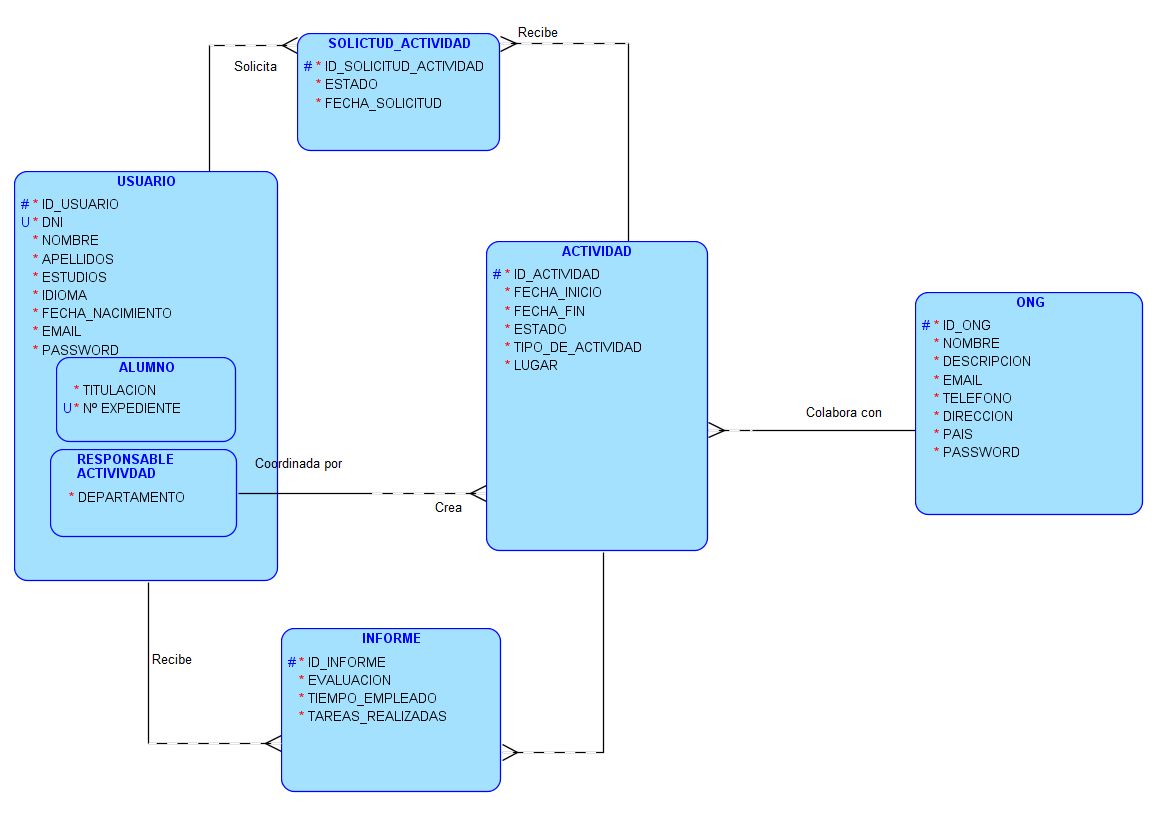 Recibe
Solicita
SOLICTUD_ACTIVIDAD
# * ID_SOLICITUD_ACTIVIDAD
* ESTADO
* FECHA_SOLICITUD
USUARIO
# * ID_USUARIO
U * DNI
* NOMBRE
* APELLIDOS
* ESTUDIOS
* IDIOMA
* FECHA_NACIMIENTO
* EMAIL
* PASSWORD
ALUMNO
* TITULACION
U * Nº EXPEDIENTE
RESPONSABLE
ACTIVIVDAD
* DEPARTAMENTO
Coordinada por
Crea
ACTIVIDAD
# * ID_ACTIVIDAD
* FECHA_INICIO
* FECHA_FIN
* ESTADO
* TIPO_DE_ACTIVIDAD
* LUGAR
Colabora con
ONG
# * ID_ONG
* NOMBRE
* DESCRIPCION
* EMAIL
* TELEFONO
* DIRECCION
* PAIS
* PASSWORD
Recibe
INFORME
# * ID_INFORME
* EVALUACION
* TIEMPO_EMPLEADO
* TAREAS_REALIZADAS